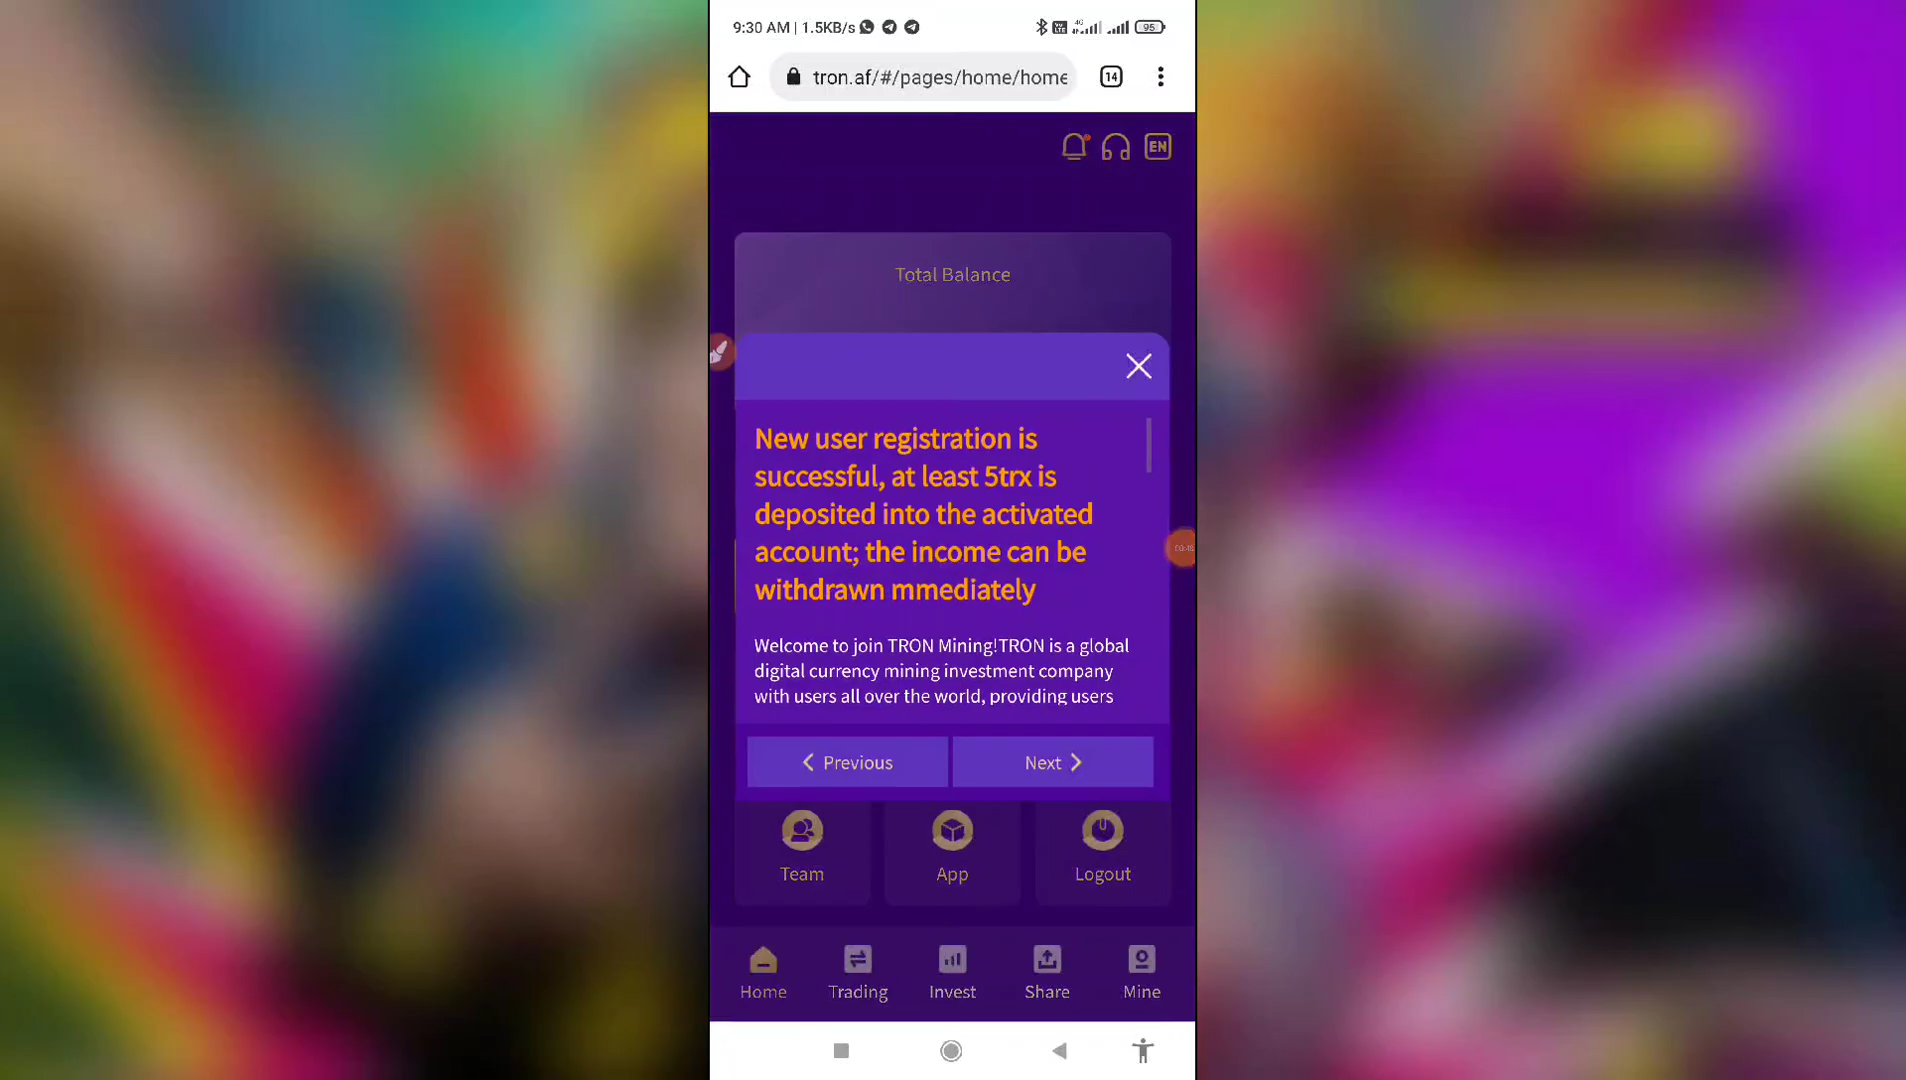 9:30 AM | 1.5KB/s
4G
95
tron.af/#/pages/home/home
14
EN
Total Balance
New user registration is
successful, at least 5trx is
deposited into the activated
account; the income can be
withdrawn mmediately
Welcome to join TRON Mining!TRON is a global
digital currency mining investment company
with users all over the world, providing users
Previous
Next
Team
App
Logout
Home
Trading
Invest
Share
Mine